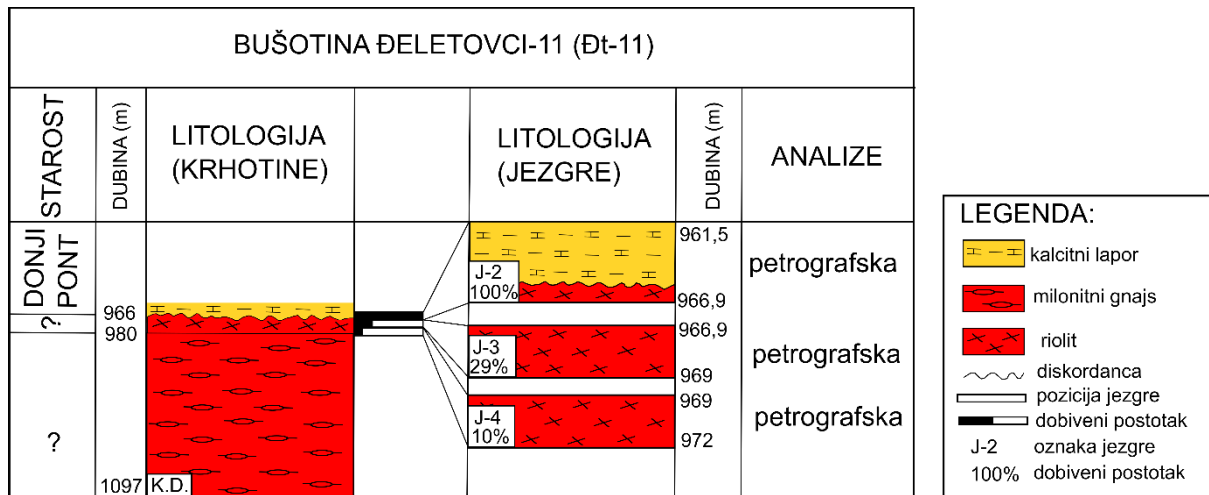 BUŠOTINA ĐELETOVCI-11 (Đt-11)
STAROST
DUBINA (m)
LITOLOGIJA
(KRHOTINE)
LITOLOGIJA
(JEZGRE)
DUBINA (m)
ANALIZE
DONJI
PONT
?
?
966
980
1097
K.D.
J-2
100%
961,5
966,9
petrografska
J-3
29%
966,9
969
petrografska
J-4
10%
969
972
petrografska
LEGENDA:
kalcitni lapor
milonitni gnajs
riolit
diskordanca
pozicija jezgre
dobiveni postotak
J-2 oznaka jezgre
100% dobiveni postotak